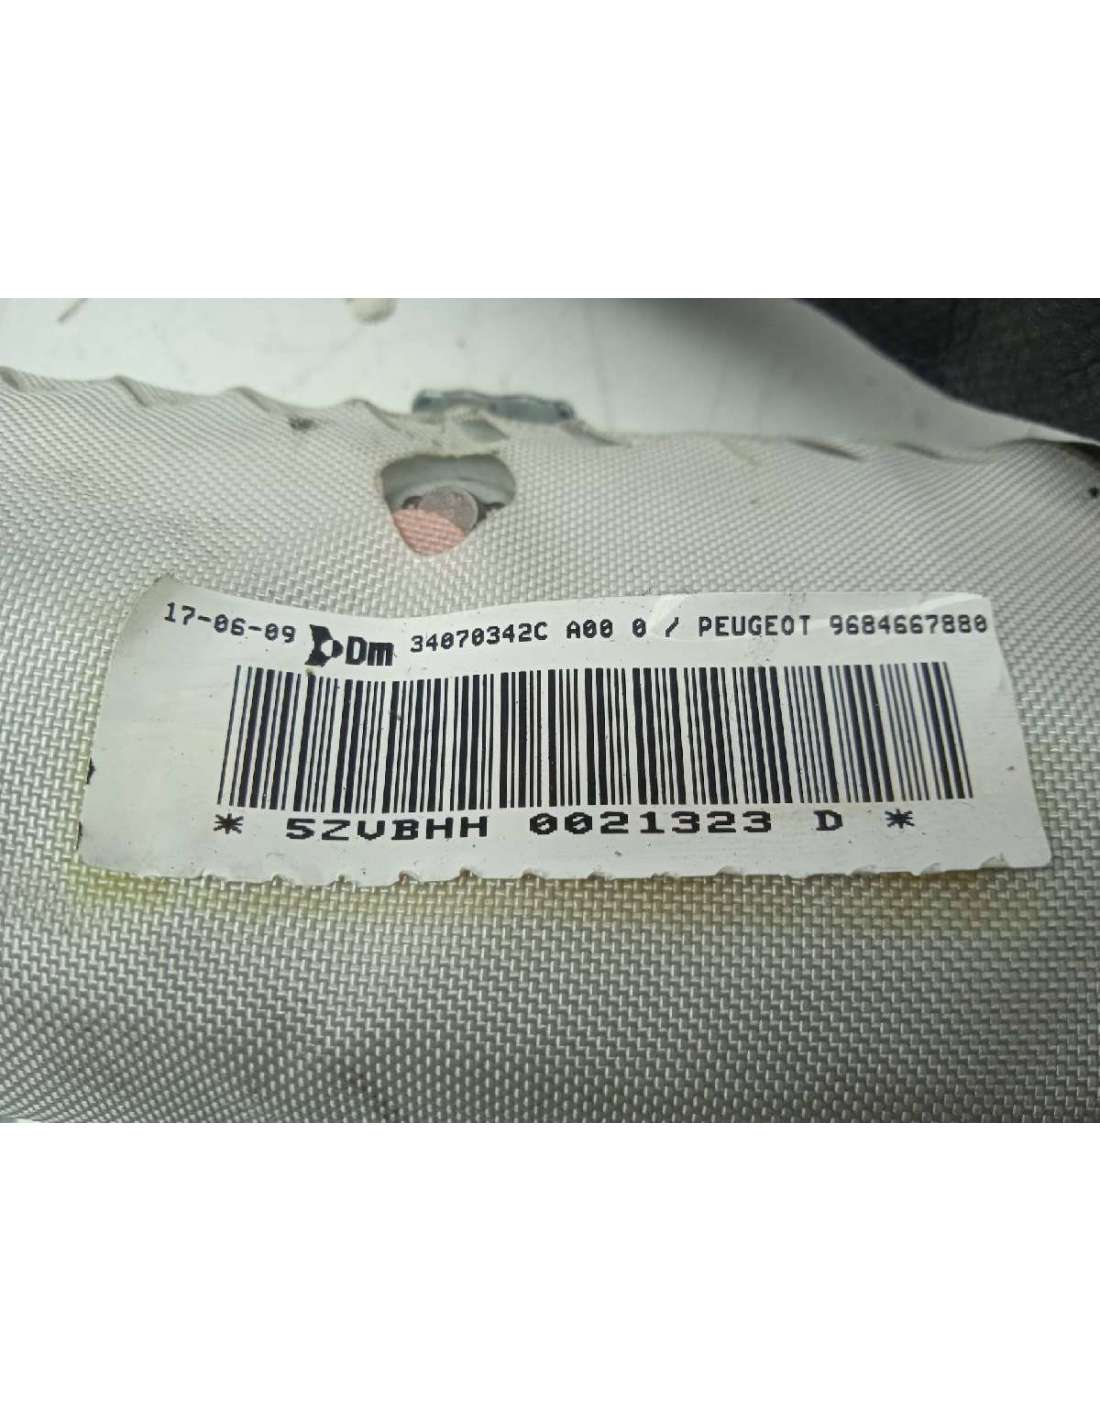 17-06-09 Dm 34070342C A00 0 / PEUGEOT 9684667880
* 5ZVBHH 0021323 D *